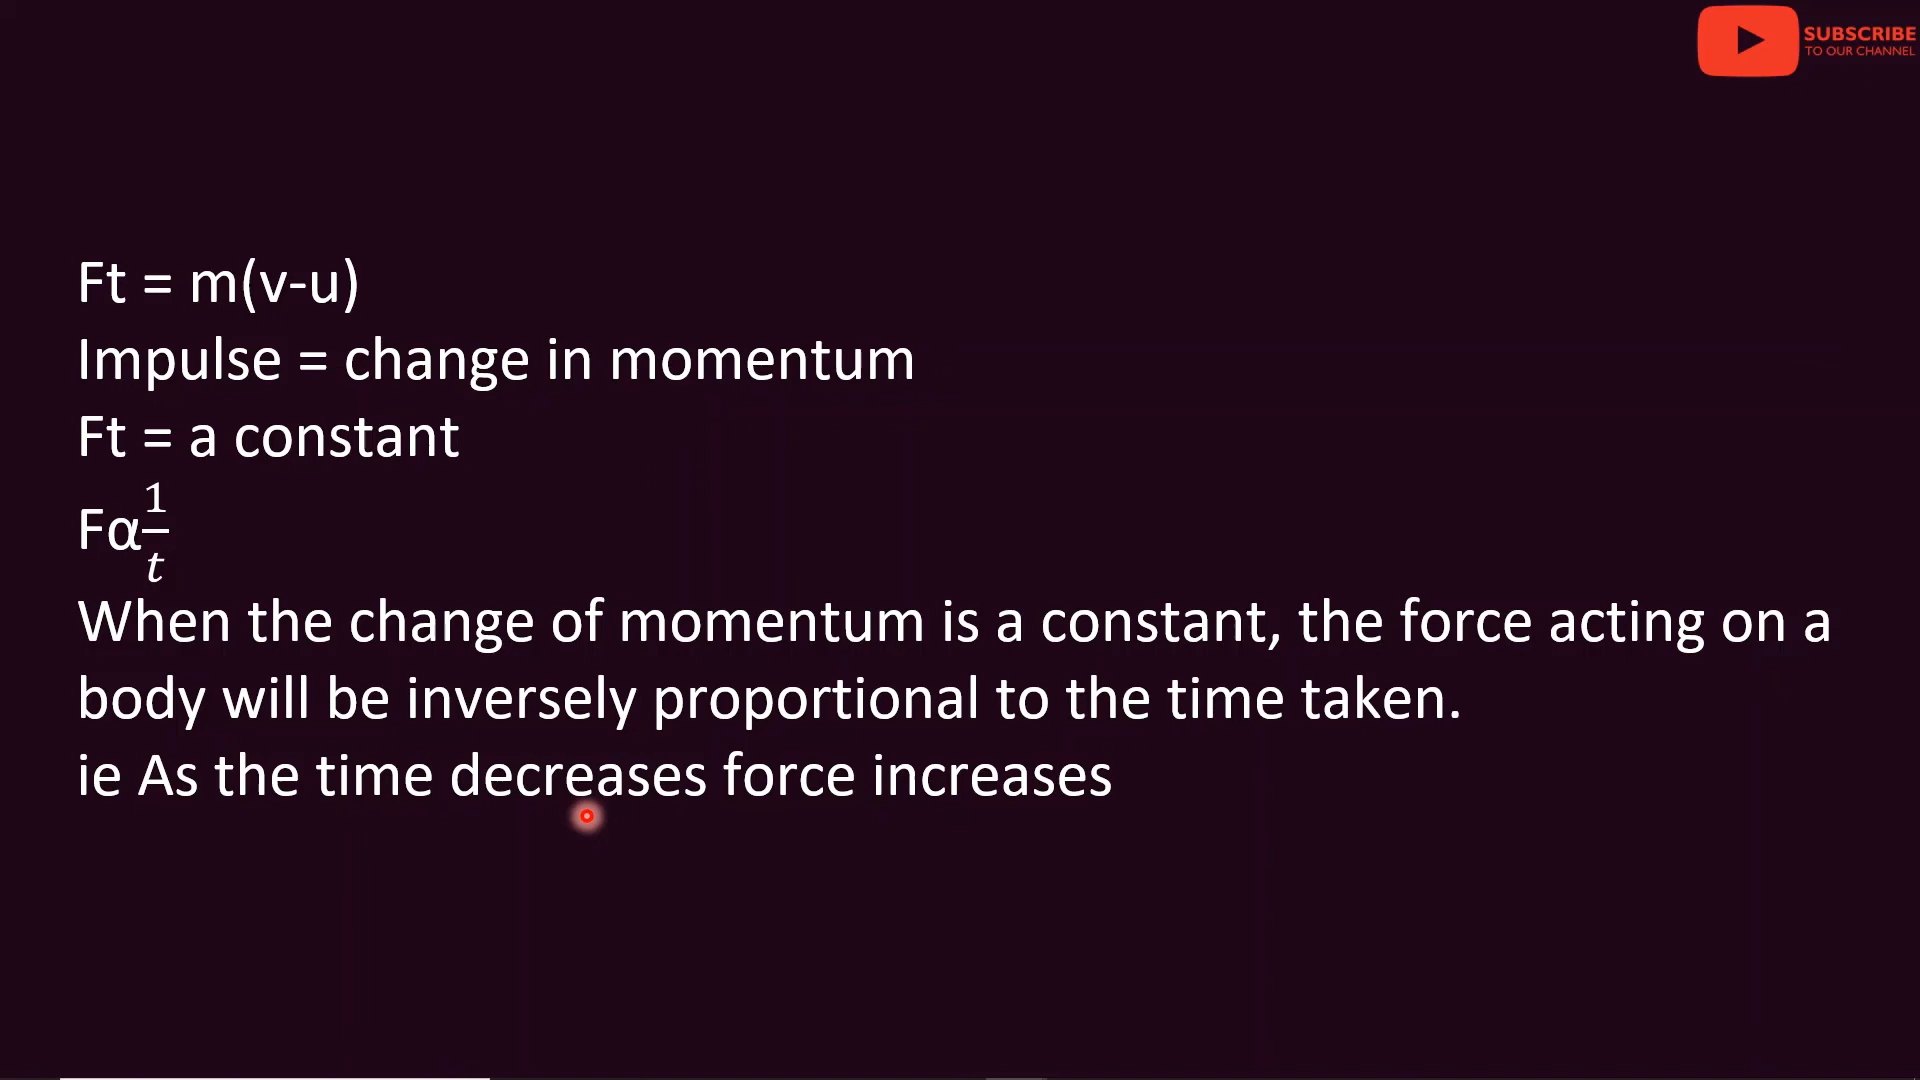 SUBSCRIBE
TO OUR CHANNEL
Ft = m(v-u)
Impulse = change in momentum
Ft = a constant
Fα1/t
When the change of momentum is a constant, the force acting on a
body will be inversely proportional to the time taken.
ie As the time decreases force increases